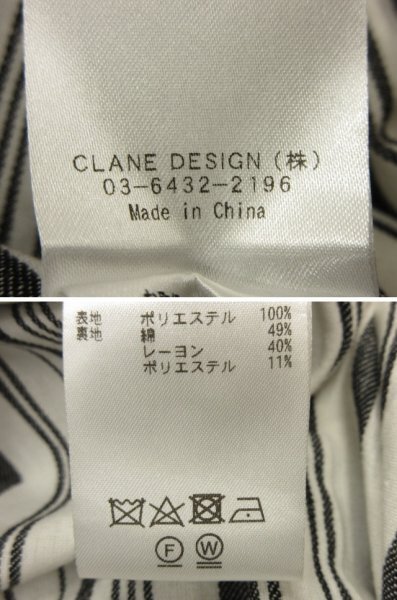 CLANE DESIGN (株)
03-6432-2196
Made in China
表地 ポリエステル 100%
裏地 綿 49%
レーヨン 40%
ポリエステル 11%
F W